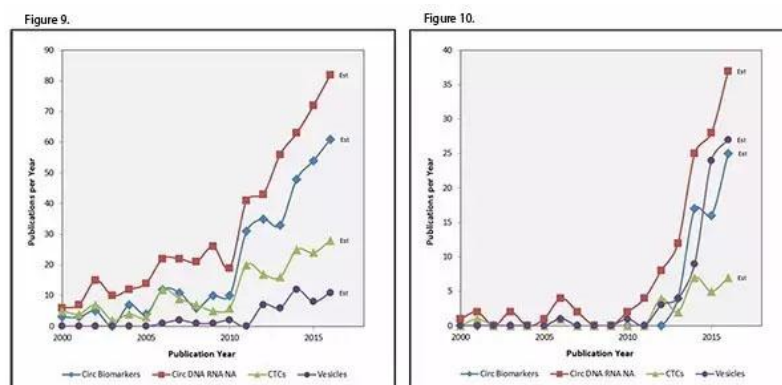 Figure 9.
90
80
70
60
50
40
30
20
10
0
Publications per Year
2000
2005
2010
2015
Publication Year
Est
Est
Est
Est
Circ Biomarkers
Circ DNA RNA NA
CTCs
Vesicles
Figure 10.
40
35
30
25
20
15
10
5
0
Publications per Year
2000
2005
2010
2015
Publication Year
Est
Est
Est
Est
Circ Biomarkers
Circ DNA RNA NA
CTCs
Vesicles